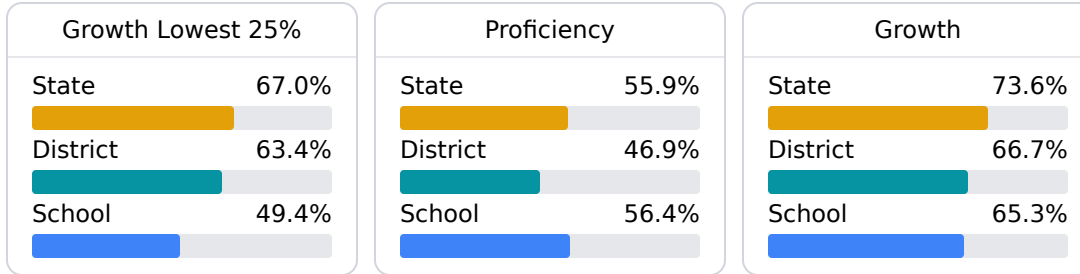 Growth Lowest 25%
State 67.0%
District 63.4%
School 49.4%
Proficiency
State 55.9%
District 46.9%
School 56.4%
Growth
State 73.6%
District 66.7%
School 65.3%